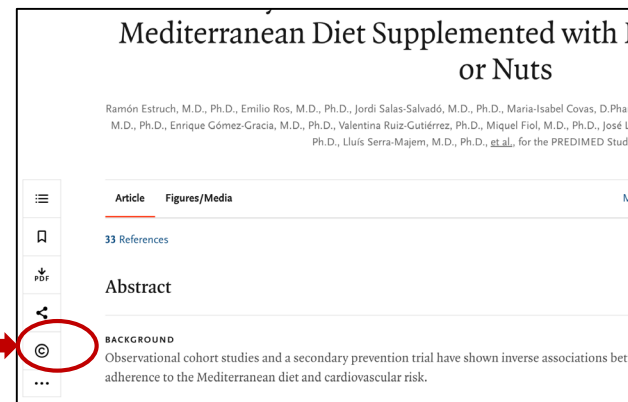 Mediterranean Diet Supplemented with
or Nuts
Ramón Estruch, M.D., Ph.D., Emilio Ros, M.D., Ph.D., Jordi Salas-Salvadó, M.D., Ph.D., Maria-Isabel Covas, D.Pha
M.D., Ph.D., Enrique Gómez-Gracia, M.D., Ph.D., Valentina Ruiz-Gutiérrez, Ph.D., Miquel Fiol, M.D., Ph.D., José L
Ph.D., Lluís Serra-Majem, M.D., Ph.D., et al., for the PREDIMED Stud
Article Figures/Media
33 References
PDF
Abstract
©
BACKGROUND
Observational cohort studies and a secondary prevention trial have shown inverse associations bet
adherence to the Mediterranean diet and cardiovascular risk.